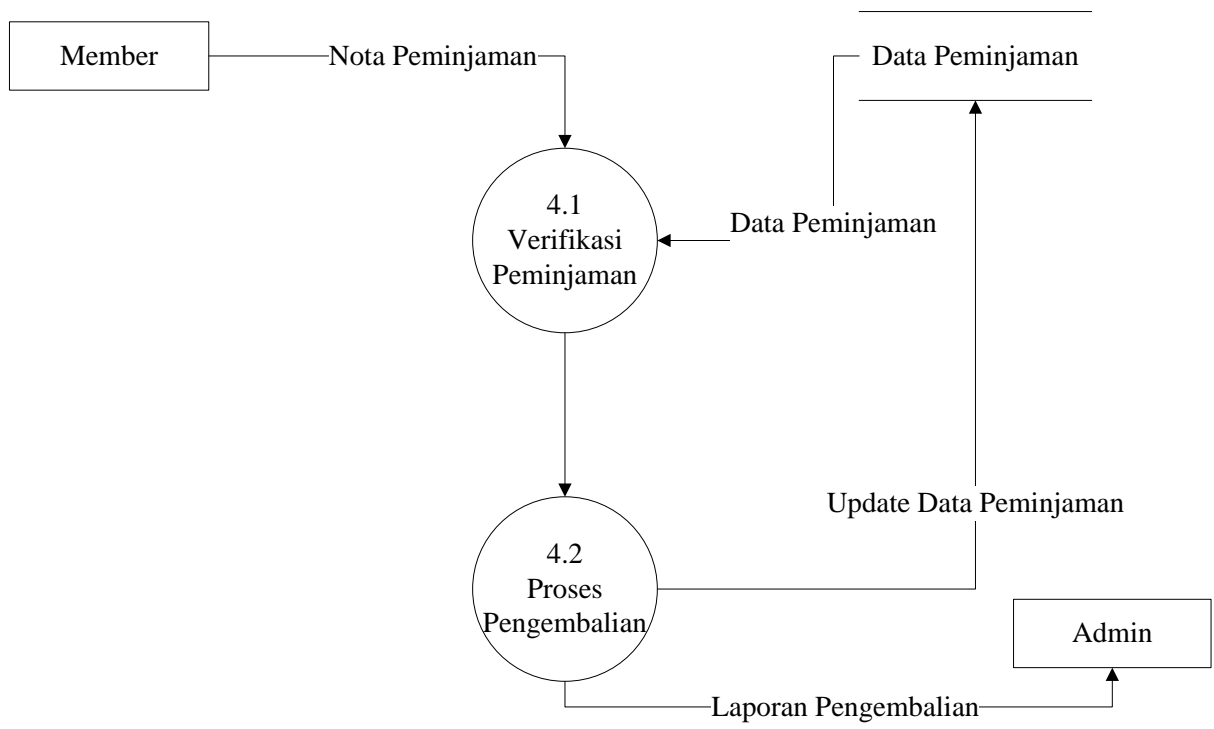 Member
Nota Peminjaman
Data Peminjaman
4.1
Verifikasi
Peminjaman
Data Peminjaman
Update Data Peminjaman
4.2
Proses
Pengembalian
Admin
Laporan Pengembalian